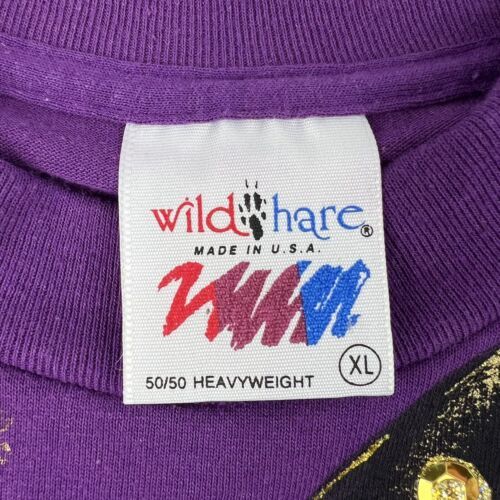 wild hare®
MADE IN U.S.A.
50/50 HEAVYWEIGHT XL